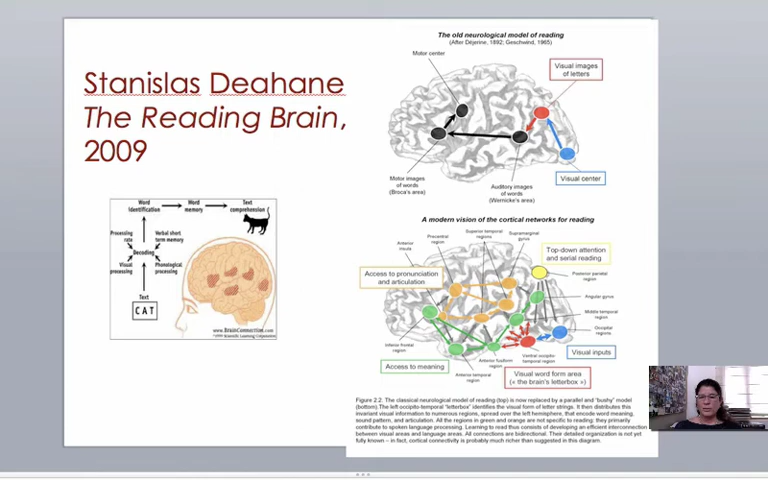 Stanislas Deahane
The Reading Brain,
2009
Word
identification
Word
memory
Text
comprehension
Processing
rate
Verbal short
term memory
Decoding
Visual
processing
Phonological
processing
Text
CAT
www.BrainConnection.com
The old neurological model of reading
(After Déjerine, 1892; Geschwind, 1965)
Motor center
Visual images
of letters
Motor images
of words
(Broca's area)
Auditory images
of words
(Wernicke's area)
Visual center
A modern vision of the cortical networks for reading
Anterior
insula
Precentral
region
Superior temporal
regions
Supramarginal
gyrus
Top-down attention
and serial reading
Access to pronunciation
and articulation
Posterior parietal
region
Angular gyrus
Middle temporal
region
Occipital
regions
Inferior frontal
region
Visual inputs
Access to meaning
Anterior temporal
region
Anterior fusiform
region
Ventral occipito
temporal region
Visual word form area
(« the brain's letterbox »)
Figure 2.2: The classical neurological model of reading (top) is now replaced by a parallel and "bushy" model
(bottom).The left occipito-temporal "letterbox" identifies the visual form of letter strings. It then distributes this
invariant visual information to numerous regions, spread over the left hemisphere, that encode word meaning,
sound pattern, and articulation. All the regions in green and orange are not specific to reading: they primarily
contribute to spoken language processing. Learning to read thus consists of developing an efficient interconnection
between visual areas and language areas. All connections are bidirectional. Their detailed organization is not yet
fully known – in fact, cortical connectivity is probably much richer than suggested in this diagram.